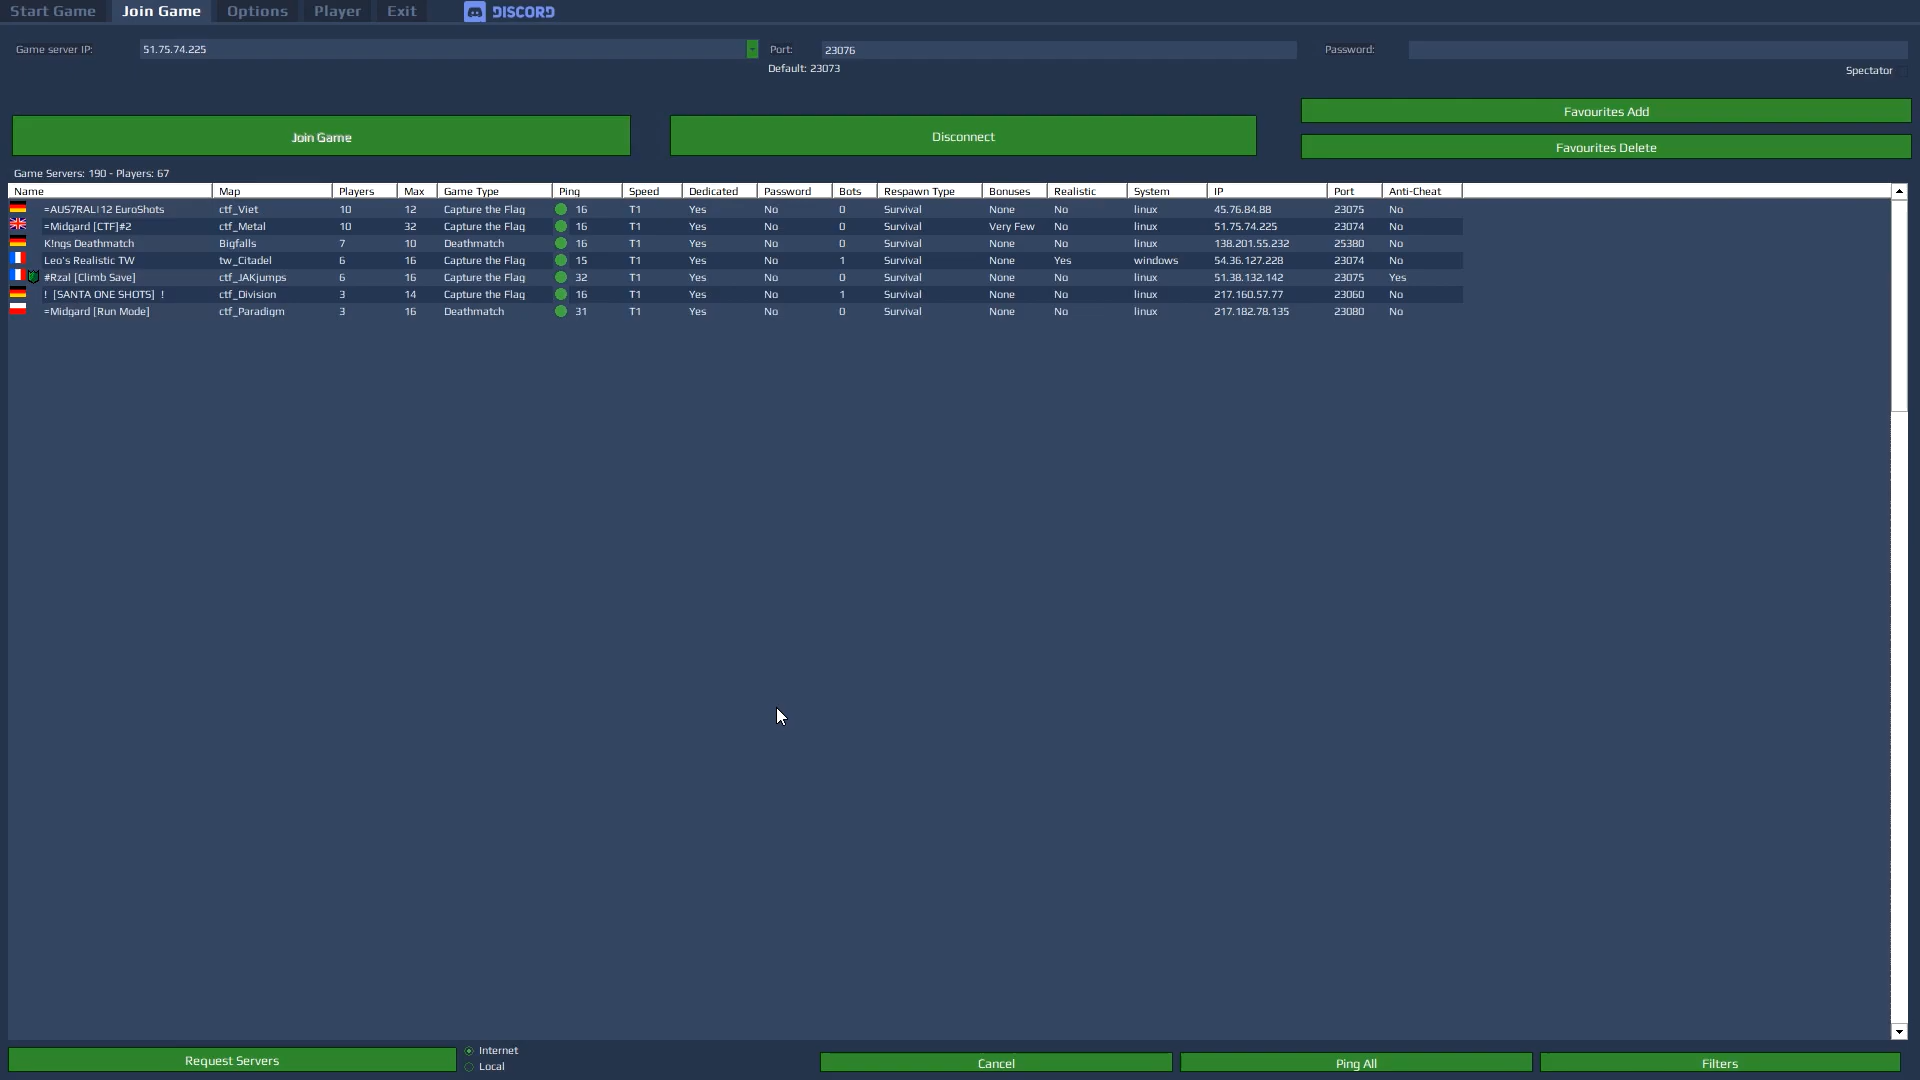 Start Game Join Game Options Player Exit DISCORD
Game server IP: 51.75.74.225 Port: 23076 Password:
Default: 23073 Spectator
Favourites Add
Join Game Disconnect
Favourites Delete
Game Servers: 190 - Players: 67
Name Map Players Max Game Type Ping Speed Dedicated Password Bots Respawn Type Bonuses Realistic System IP Port Anti-Cheat
=AUS7RAL!12 EuroShots ctf_Viet 10 12 Capture the Flag 16 T1 Yes No 0 Survival None No linux 45.76.84.88 23075 No
=Midgard [CTF]#2 ctf_Metal 10 32 Capture the Flag 16 T1 Yes No 0 Survival Very Few No linux 51.75.74.225 23074 No
K!ngs Deathmatch Bigfalls 7 10 Deathmatch 16 T1 Yes No 0 Survival None No linux 138.201.55.232 25380 No
Leo's Realistic TW tw_Citadel 6 16 Capture the Flag 15 T1 Yes No 1 Survival None Yes windows 54.36.127.228 23074 No
#Rzal [Climb Save] ctf_JAKjumps 6 16 Capture the Flag 32 T1 Yes No 0 Survival None No linux 51.38.132.142 23075 Yes
! [SANTA ONE SHOTS] ! ctf_Division 3 14 Capture the Flag 16 T1 Yes No 1 Survival None No linux 217.160.57.77 23060 No
=Midgard [Run Mode] ctf_Paradigm 3 16 Deathmatch 31 T1 Yes No 0 Survival None No linux 217.182.78.135 23080 No
Request Servers Internet
Local
Cancel Ping All Filters